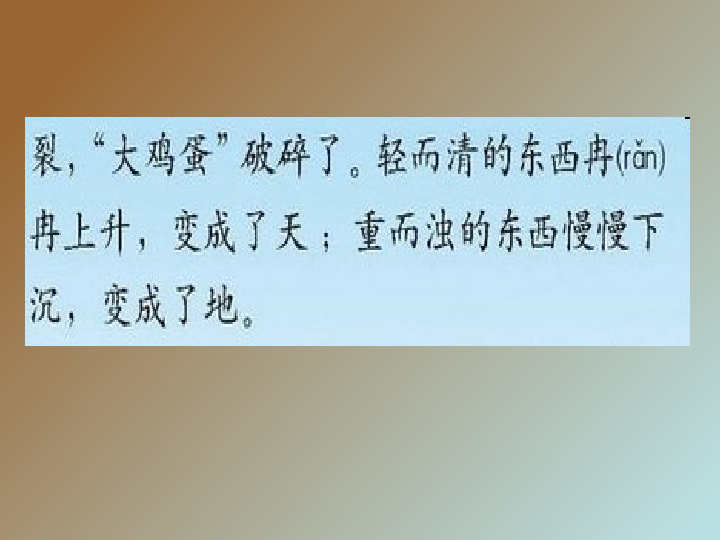 裂，“大鸡蛋”破碎了。轻而清的东西冉(rǎn)
冉上升，变成了天；重而浊的东西慢慢下
沉，变成了地。